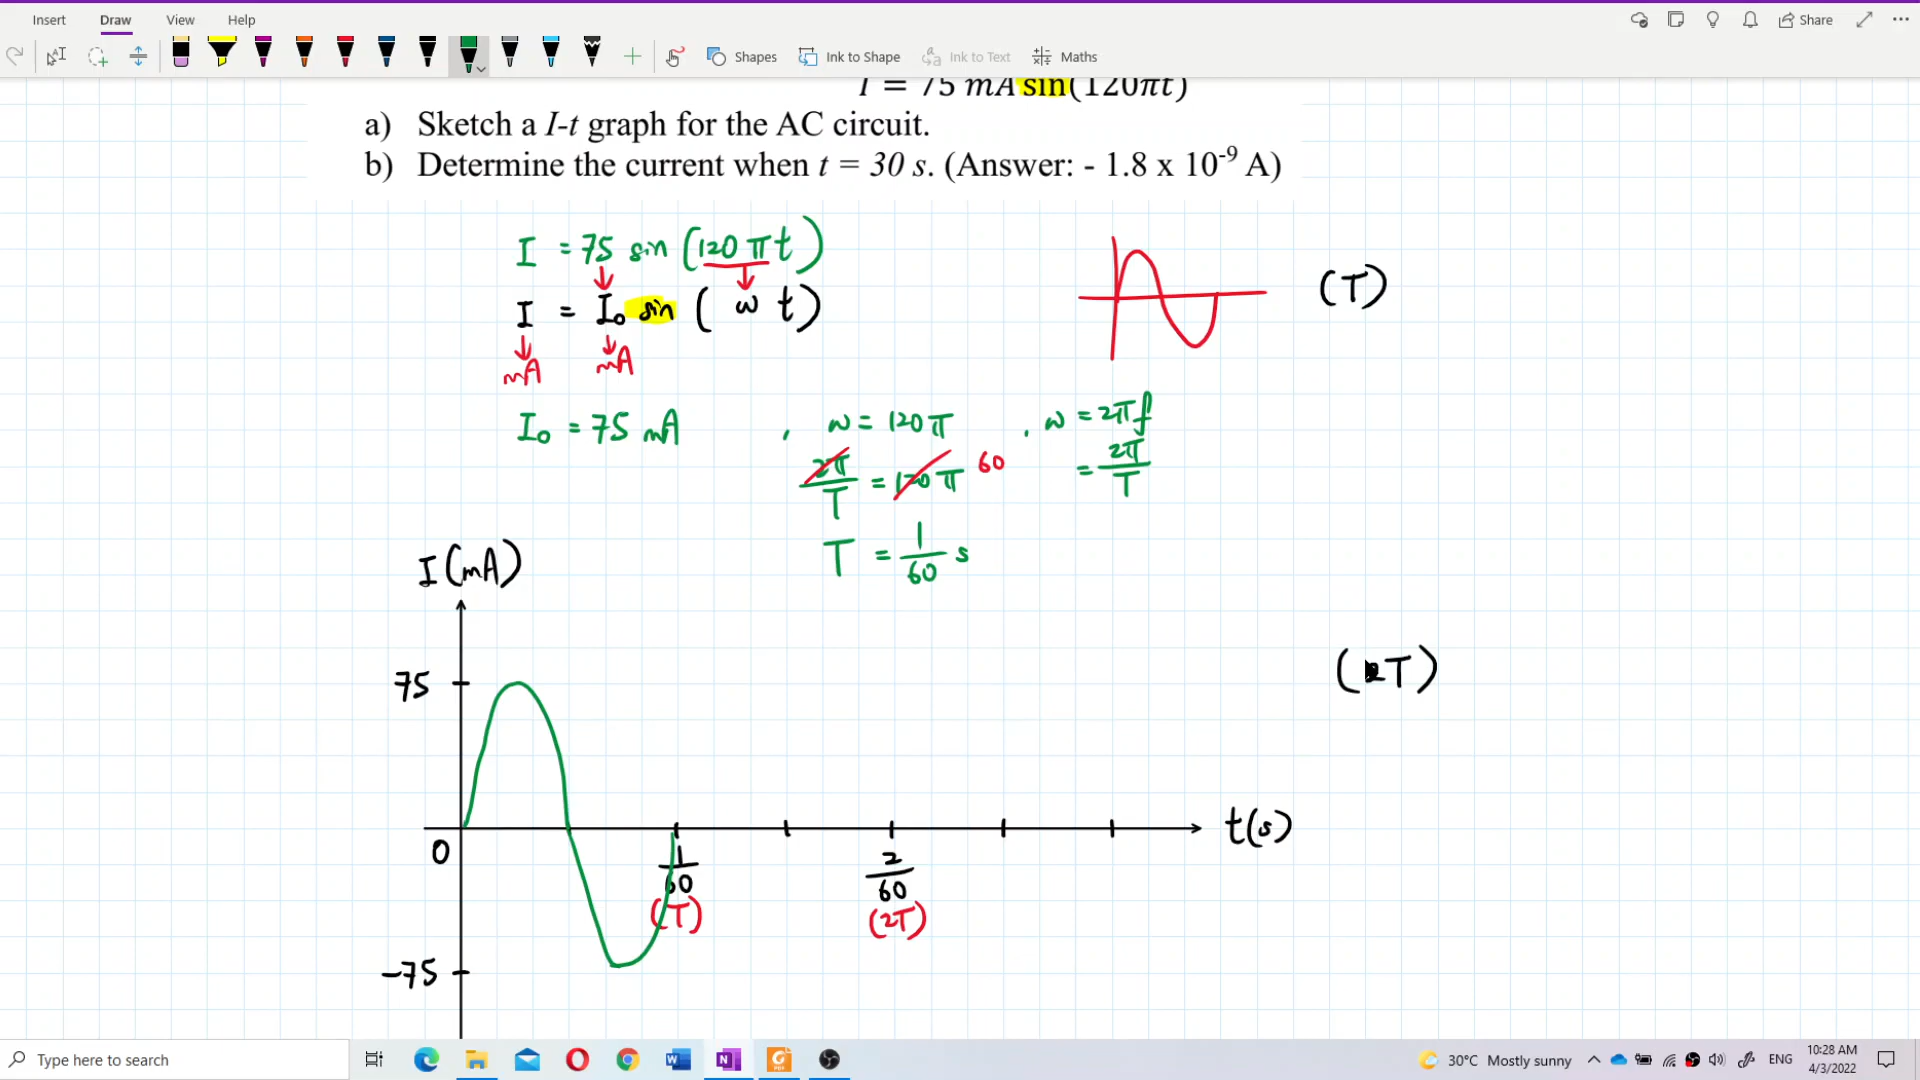 Insert Draw View Help
Share
Shapes Ink to Shape Ink to Text Maths
I = 75 mA sin(120πt)
a) Sketch a I-t graph for the AC circuit.
b) Determine the current when t = 30 s. (Answer: - 1.8 x 10⁻⁹ A)
I = 75 sin (120 π t)
I = I₀ sin ( ω t)
(T)
mA mA
I₀ = 75 mA , ω = 120 π , ω = 2πf
2π/T = 120 π 60 = 2π/T
T = 1/60 s
I (mA)
75
(2T)
0
t(s)
1/60 2/60
(T) (2T)
-75
Type here to search
30°C Mostly sunny
ENG
10:28 AM
4/3/2022